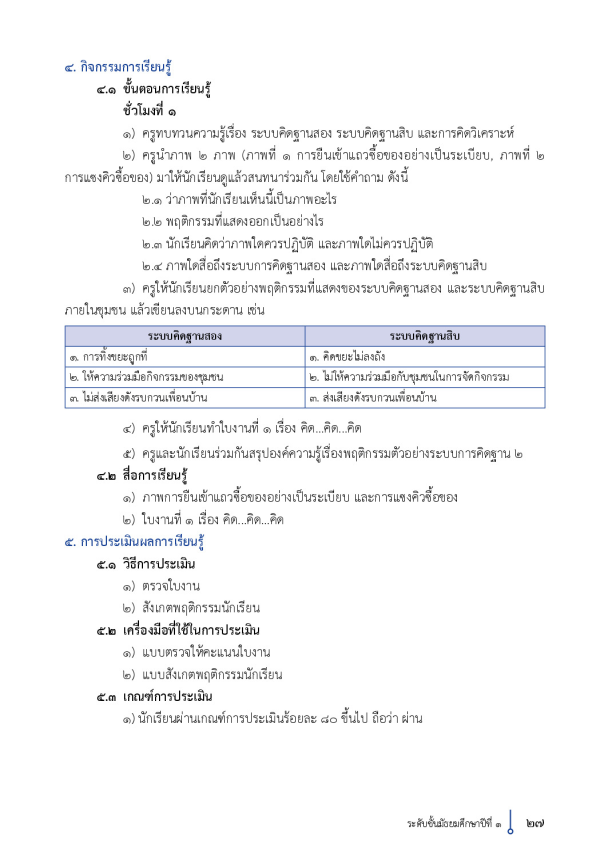 ๔. กิจกรรมการเรียนรู้
๔.๑ ขั้นตอนการเรียนรู้
ชั่วโมงที่ ๑
๑) ครูทบทวนความรู้เรื่อง ระบบคิดฐานสอง ระบบคิดฐานสิบ และการคิดวิเคราะห์
๒) ครูนำภาพ ๒ ภาพ (ภาพที่ ๑ การยืนเข้าแถวซื้อของอย่างเป็นระเบียบ, ภาพที่ ๒
การแซงคิวซื้อของ) มาให้นักเรียนดูแล้วสนทนาร่วมกัน โดยใช้คำถาม ดังนี้
๒.๑ ว่าภาพที่นักเรียนเห็นนี้เป็นภาพอะไร
๒.๒ พฤติกรรมที่แสดงออกเป็นอย่างไร
๒.๓ นักเรียนคิดว่าภาพใดควรปฏิบัติ และภาพใดไม่ควรปฏิบัติ
๒.๔ ภาพใดสื่อถึงระบบการคิดฐานสอง และภาพใดสื่อถึงระบบคิดฐานสิบ
๓) ครูให้นักเรียนยกตัวอย่างพฤติกรรมที่แสดงของระบบคิดฐานสอง และระบบคิดฐานสิบ
ภายในชุมชน แล้วเขียนลงบนกระดาน เช่น
ระบบคิดฐานสอง ระบบคิดฐานสิบ
๑. การทิ้งขยะถูกที่ ๑. คิดขยะไม่ลงถัง
๒. ให้ความร่วมมือกิจกรรมของชุมชน ๒. ไม่ให้ความร่วมมือกับชุมชนในการจัดกิจกรรม
๓. ไม่ส่งเสียงดังรบกวนเพื่อนบ้าน ๓. ส่งเสียงดังรบกวนเพื่อนบ้าน
๔) ครูให้นักเรียนทำใบงานที่ ๑ เรื่อง คิด...คิด...คิด
๕) ครูและนักเรียนร่วมกันสรุปองค์ความรู้เรื่องพฤติกรรมตัวอย่างระบบการคิดฐาน ๒
๔.๒ สื่อการเรียนรู้
๑) ภาพการยืนเข้าแถวซื้อของอย่างเป็นระเบียบ และการแซงคิวซื้อของ
๒) ใบงานที่ ๑ เรื่อง คิด...คิด...คิด
๕. การประเมินผลการเรียนรู้
๕.๑ วิธีการประเมิน
๑) ตรวจใบงาน
๒) สังเกตพฤติกรรมนักเรียน
๕.๒ เครื่องมือที่ใช้ในการประเมิน
๑) แบบตรวจให้คะแนนใบงาน
๒) แบบสังเกตพฤติกรรมนักเรียน
๕.๓ เกณฑ์การประเมิน
๑) นักเรียนผ่านเกณฑ์การประเมินร้อยละ ๘๐ ขึ้นไป ถือว่า ผ่าน
ระดับชั้นมัธยมศึกษาปีที่ ๑ ๒๗